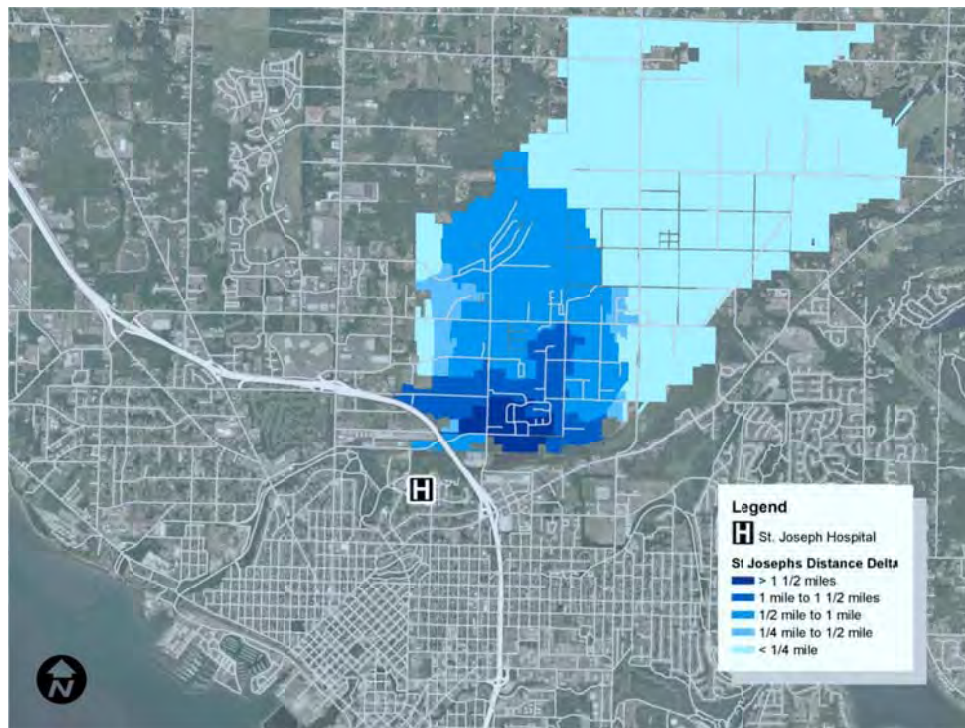 Legend
H St. Joseph Hospital
St Josephs Distance Delta
> 1 1/2 miles
1 mile to 1 1/2 miles
1/2 mile to 1 mile
1/4 mile to 1/2 mile
< 1/4 mile
H
N